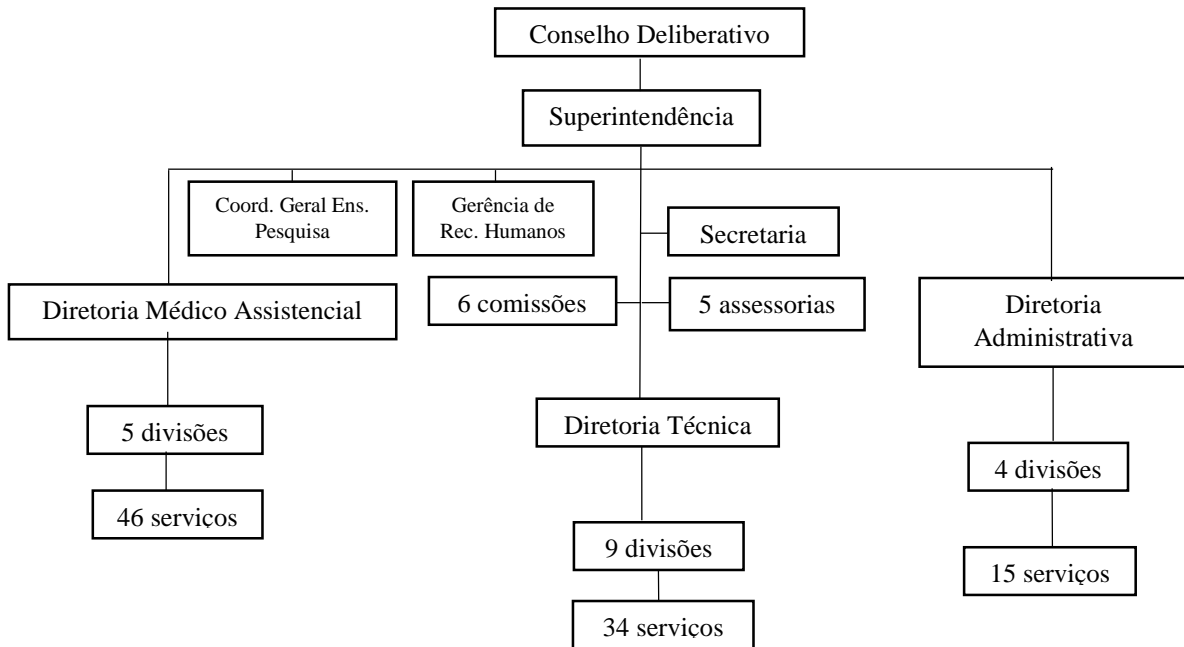 Conselho Deliberativo
Superintendência
Coord. Geral Ens.
Pesquisa
Gerência de
Rec. Humanos
Secretaria
Diretoria Médico Assistencial
6 comissões
5 assessorias
Diretoria
Administrativa
5 divisões
Diretoria Técnica
4 divisões
46 serviços
9 divisões
15 serviços
34 serviços